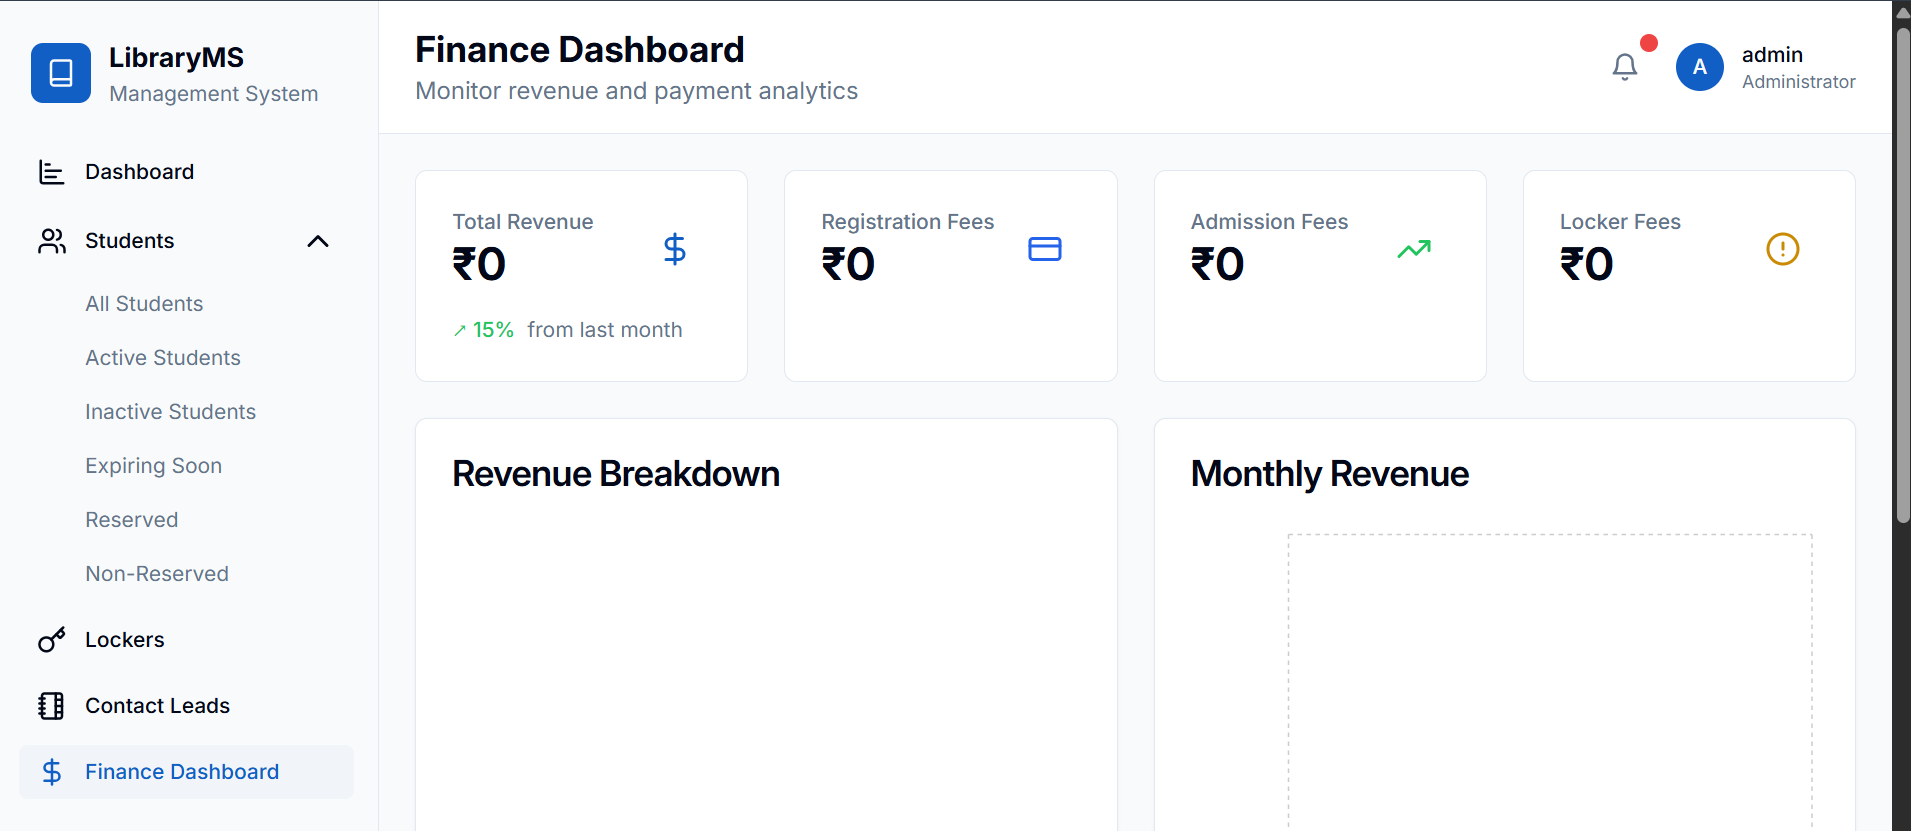 LibraryMS
Management System
Dashboard
Students
All Students
Active Students
Inactive Students
Expiring Soon
Reserved
Non-Reserved
Lockers
Contact Leads
Finance Dashboard
Finance Dashboard
Monitor revenue and payment analytics
A
admin
Administrator
Total Revenue
₹0
↗ 15% from last month
Registration Fees
₹0
Admission Fees
₹0
Locker Fees
₹0
Revenue Breakdown
Monthly Revenue